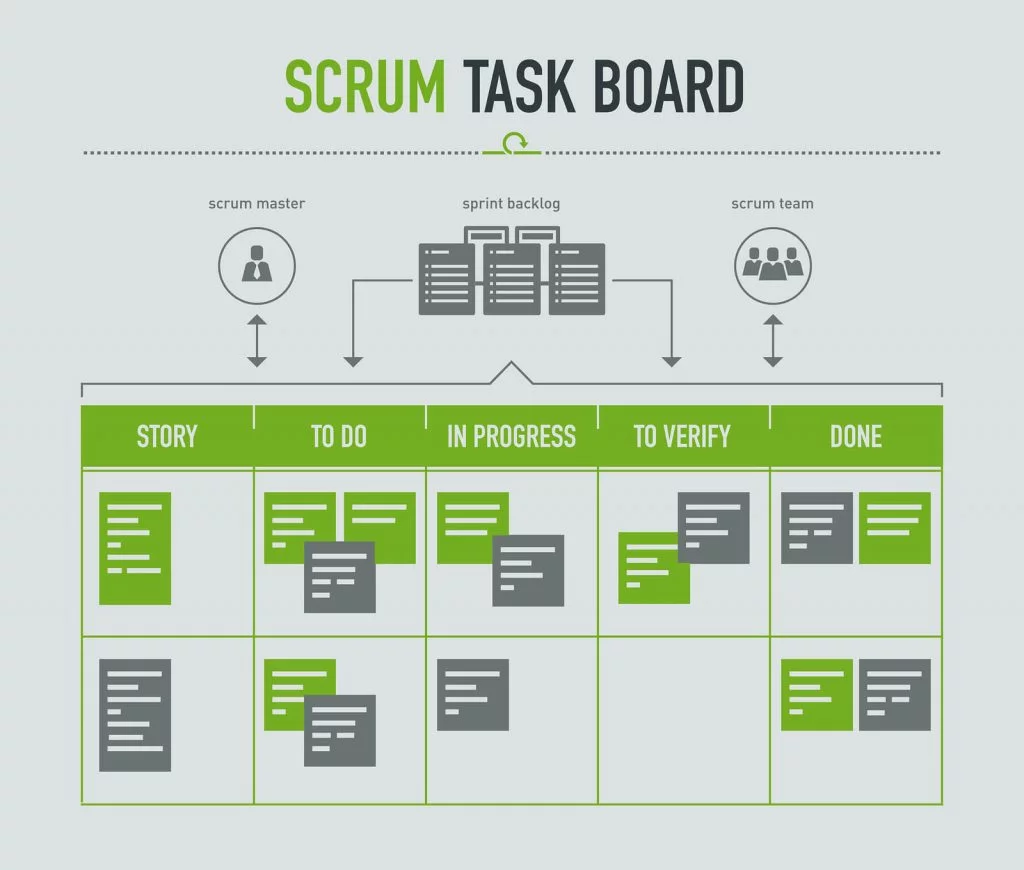 SCRUM TASK BOARD
scrum master
sprint backlog
scrum team
STORY
TO DO
IN PROGRESS
TO VERIFY
DONE